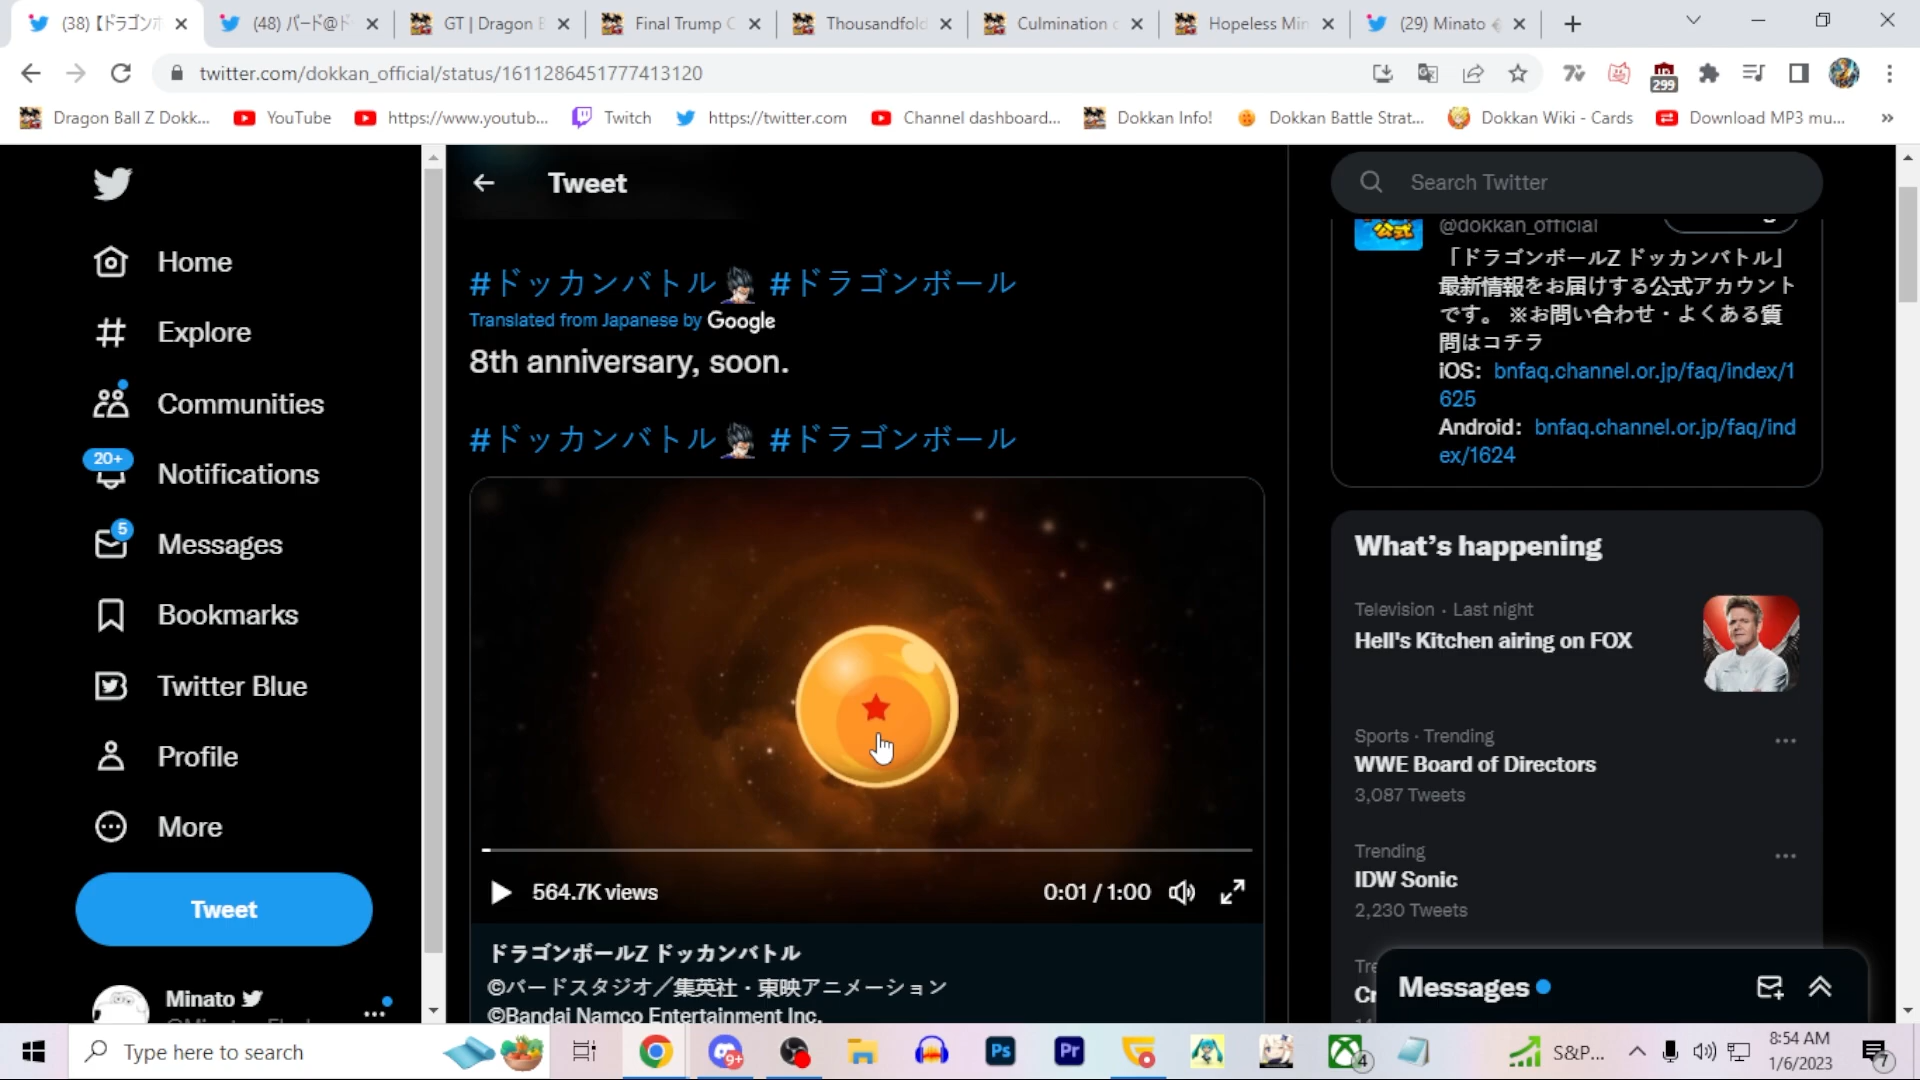 (38)【ドラゴンボ
(48) バード@ド
GT | Dragon B
Final Trump C
Thousandfold
Culmination o
Hopeless Min
(29) Minato
twitter.com/dokkan_official/status/1611286451777413120
299
Dragon Ball Z Dokk...
YouTube
https://www.youtub...
Twitch
https://twitter.com
Channel dashboard...
Dokkan Info!
Dokkan Battle Strat...
Dokkan Wiki - Cards
Download MP3 mu...
»
Home
Explore
Communities
20+
Notifications
5
Messages
Bookmarks
Twitter Blue
Profile
More
Tweet
Minato
Tweet
#ドッカンバトル #ドラゴンボール
Translated from Japanese by Google
8th anniversary, soon.
#ドッカンバトル #ドラゴンボール
564.7K views
0:01 / 1:00
ドラゴンボールZ ドッカンバトル
©バードスタジオ／集英社・東映アニメーション
©Bandai Namco Entertainment Inc.
Search Twitter
公式
@dokkan_official
「ドラゴンボールZ ドッカンバトル」
最新情報をお届けする公式アカウント
です。 ※お問い合わせ・よくある質
問はコチラ
iOS: bnfaq.channel.or.jp/faq/index/1
625
Android: bnfaq.channel.or.jp/faq/ind
ex/1624
What's happening
Television · Last night
Hell's Kitchen airing on FOX
Sports · Trending
WWE Board of Directors
3,087 Tweets
Trending
IDW Sonic
2,230 Tweets
Messages
Type here to search
9+
Ps
Pr
4
S&P...
8:54 AM
1/6/2023
7